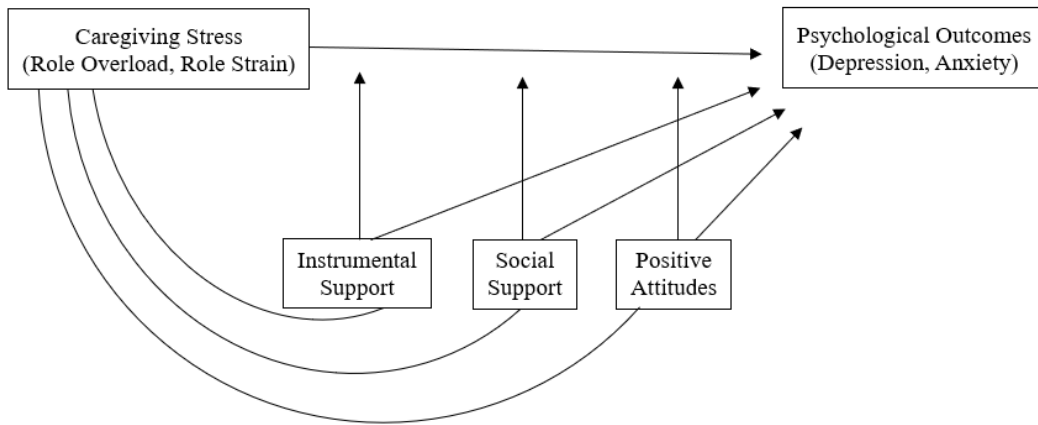 Caregiving Stress
(Role Overload, Role Strain)
Psychological Outcomes
(Depression, Anxiety)
Instrumental
Support
Social
Support
Positive
Attitudes